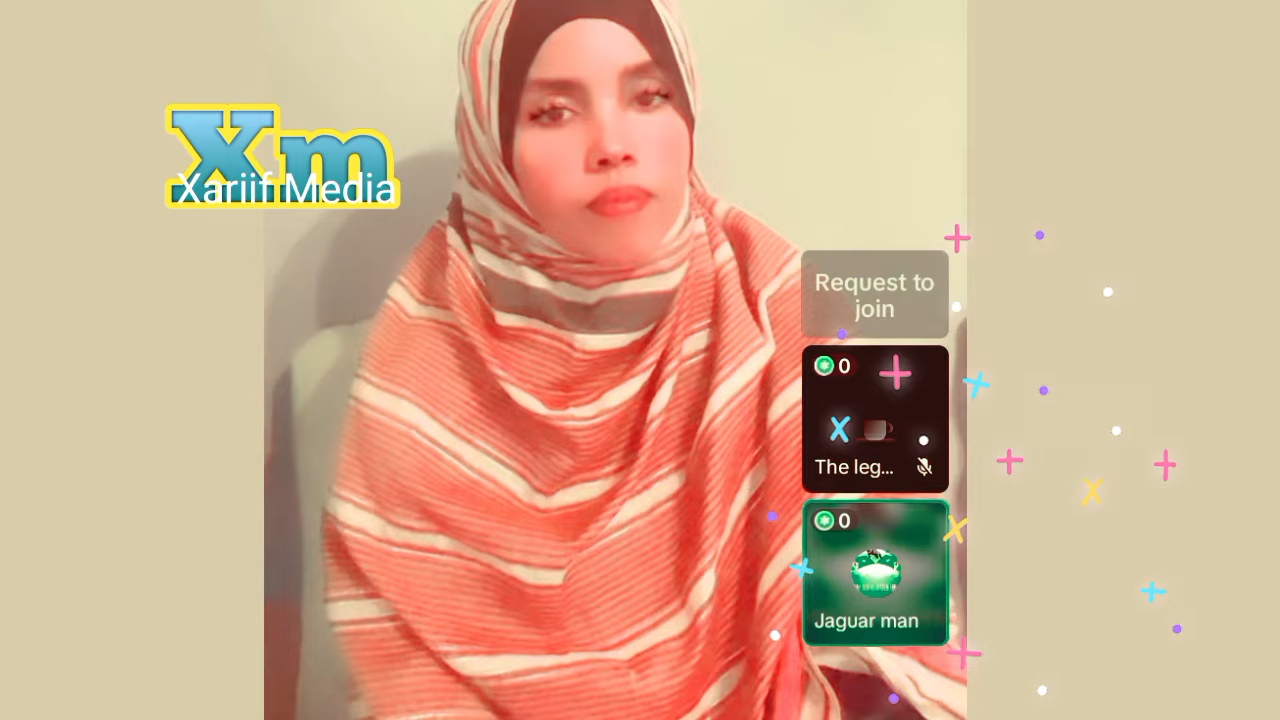 Xm
Xariif Media
Request to
join
0
The leg...
0
Jaguar man